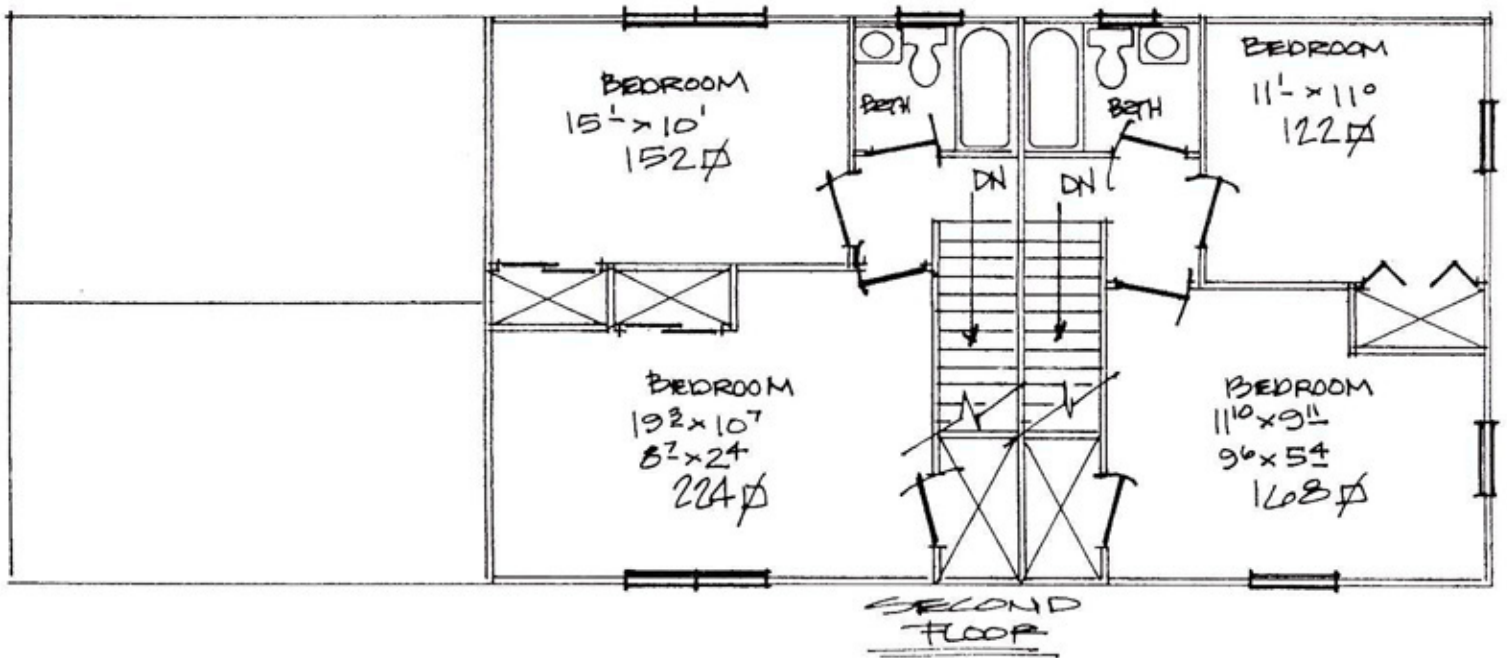 BEDROOM
15¹ × 10¹
152⌷
BATH
DN
DN
BATH
BEDROOM
11¹ × 11⁰
122⌷
BEDROOM
19³ × 10⁷
8⁷ × 2⁴
224⌷
BEDROOM
11¹⁰ × 9¹¹
9⁶ × 5⁴
168⌷
SECOND
FLOOR